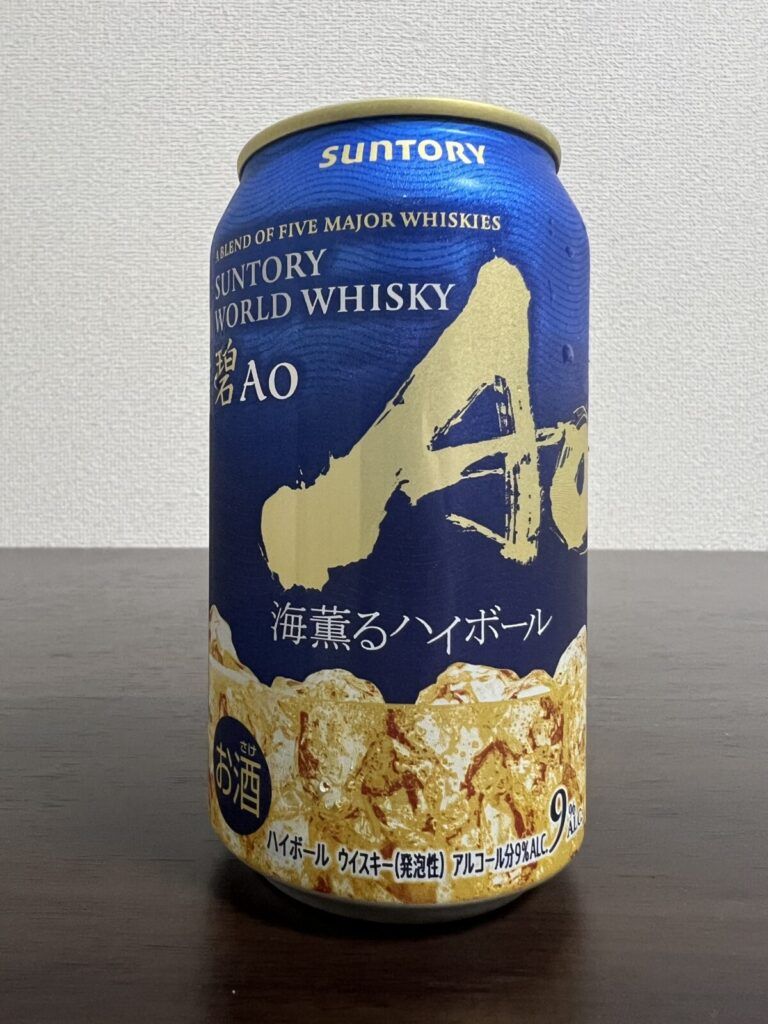 SUNTORY
A BLEND OF FIVE MAJOR WHISKIES
SUNTORY
WORLD WHISKY
碧AO
Ao
海薫るハイボール
さけ
お酒
ハイボール ウイスキー(発泡性) アルコール分9%ALC.
9% ALC.